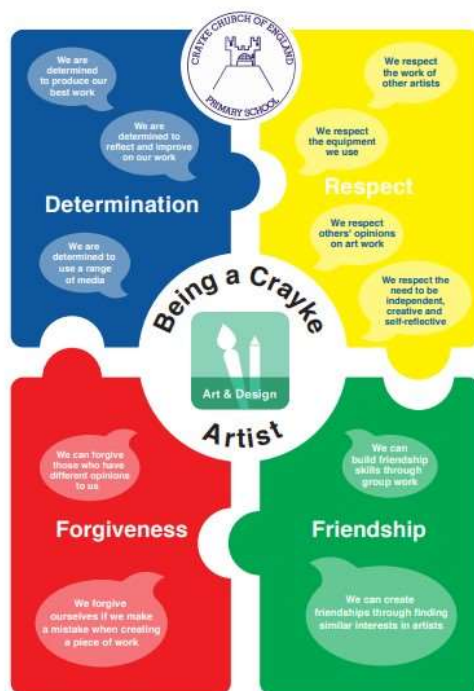 CRAYKE CHURCH OF ENGLAND
PRIMARY SCHOOL
We are
determined
to produce our
best work
We are
determined to
reflect and improve
on our work
Determination
We are
determined to
use a range
of media
We respect
the work of
other artists
We respect
the equipment
we use
Respect
We respect
others' opinions
on art work
We respect the
need to be
independent,
creative and
self-reflective
Being a Crayke
Art & Design
Artist
We can forgive
those who have
different opinions
to us
Forgiveness
We forgive
ourselves if we make
a mistake when creating
a piece of work
We can
build friendship
skills through
group work
Friendship
We can create
friendships through finding
similar interests in artists